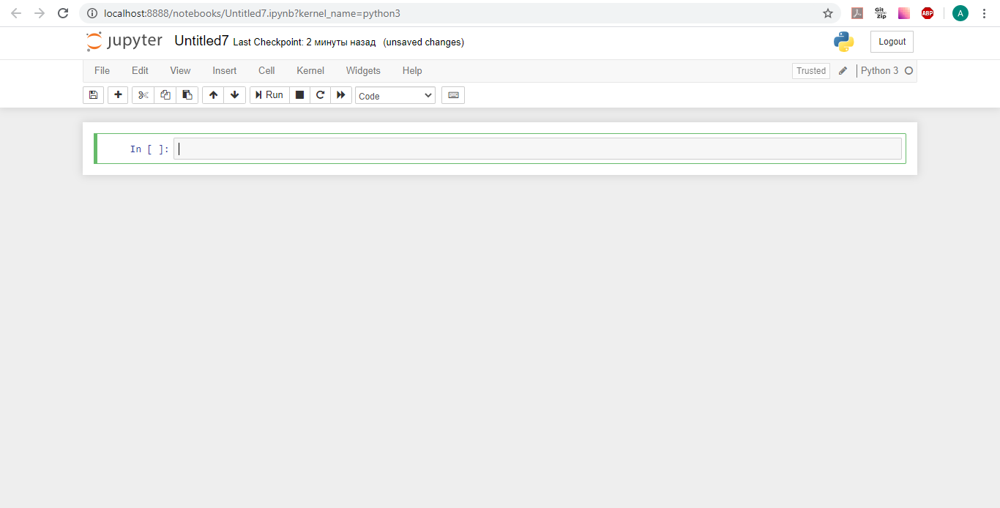 localhost:8888/notebooks/Untitled7.ipynb?kernel_name=python3
Git Zip
ABP
A
jupyter Untitled7 Last Checkpoint: 2 минуты назад (unsaved changes)
Logout
File Edit View Insert Cell Kernel Widgets Help
Trusted
Python 3
Run
Code
In [ ]: